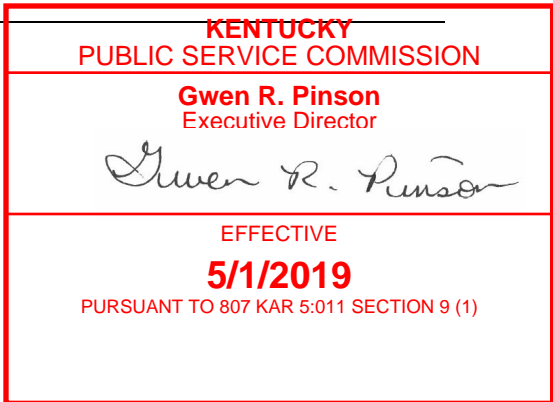 KENTUCKY
PUBLIC SERVICE COMMISSION
Gwen R. Pinson
Executive Director
Gwen R. Pinson
EFFECTIVE
5/1/2019
PURSUANT TO 807 KAR 5:011 SECTION 9 (1)